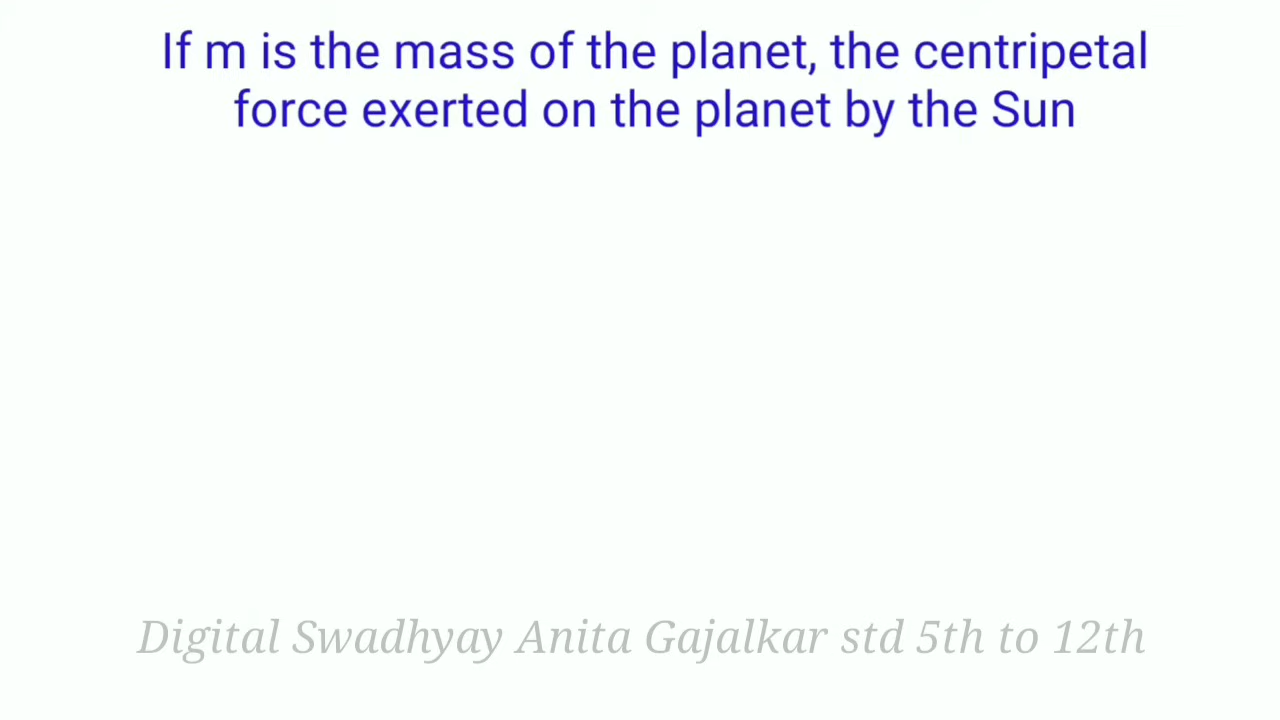 If m is the mass of the planet, the centripetal
force exerted on the planet by the Sun
Digital Swadhyay Anita Gajalkar std 5th to 12th